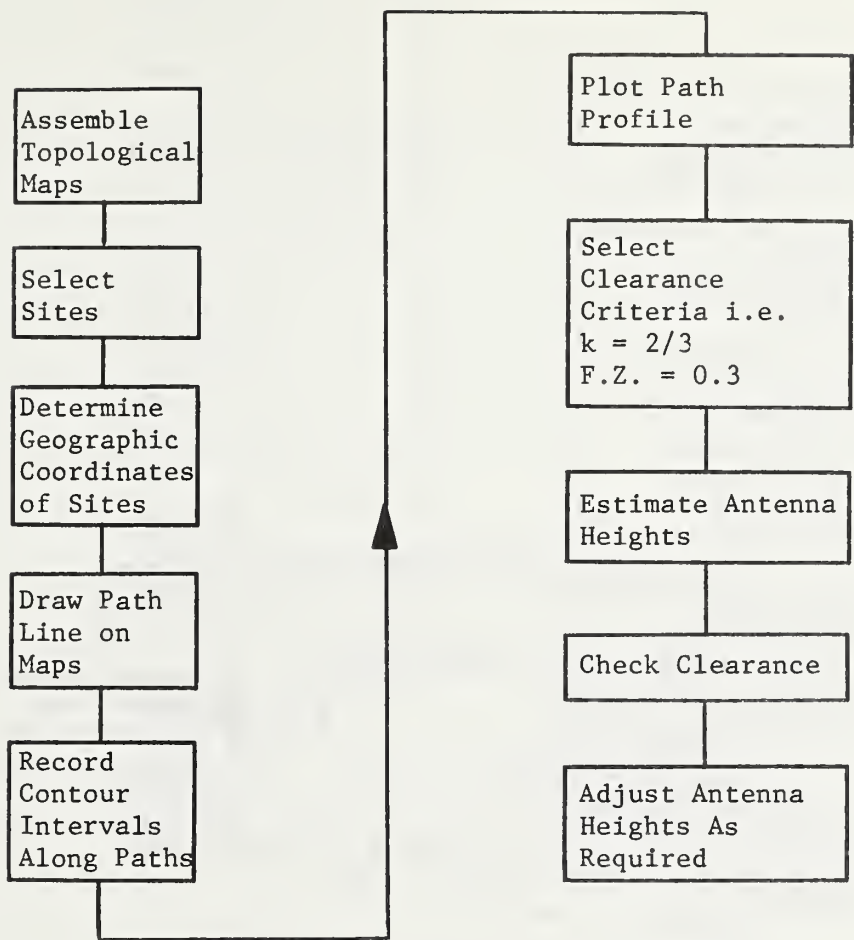 Assemble
Topological
Maps
Select
Sites
Determine
Geographic
Coordinates
of Sites
Draw Path
Line on
Maps
Record
Contour
Intervals
Along Paths
Plot Path
Profile
Select
Clearance
Criteria i.e.
k = 2/3
F.Z. = 0.3
Estimate Antenna
Heights
Check Clearance
Adjust Antenna
Heights As
Required